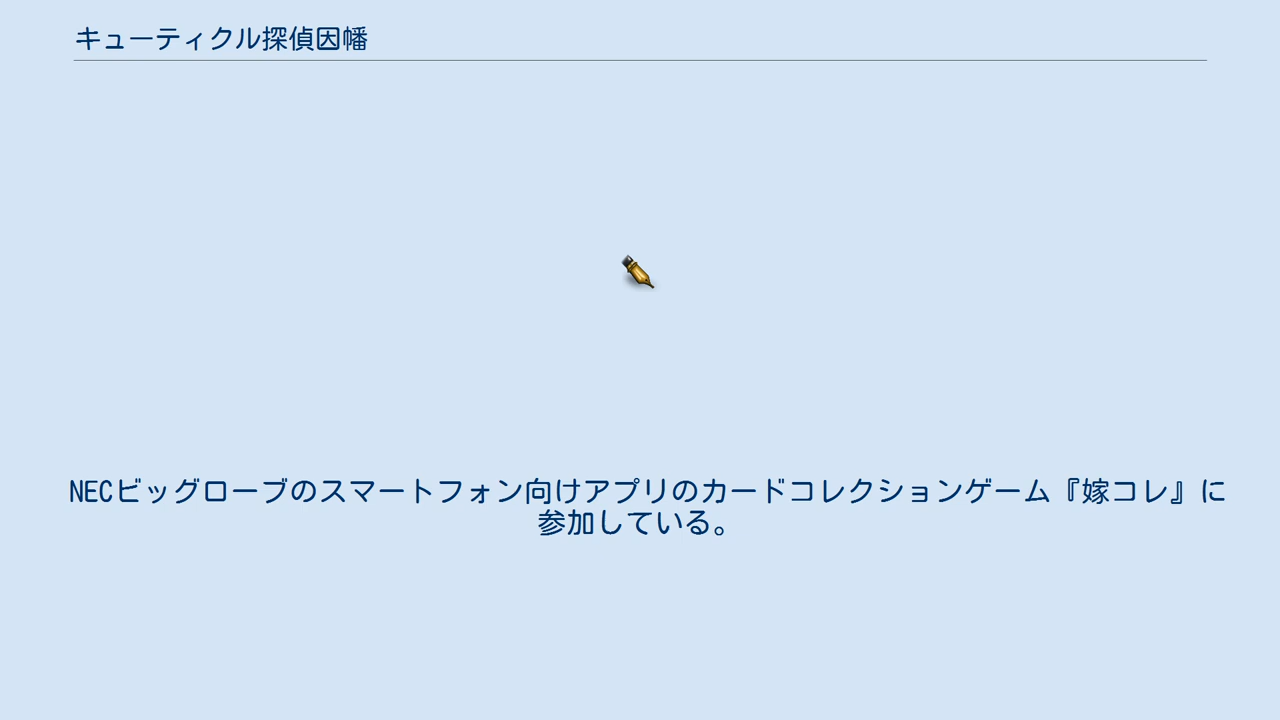 キューティクル探偵因幡
NECビッグローブのスマートフォン向けアプリのカードコレクションゲーム『嫁コレ』に
参加している。